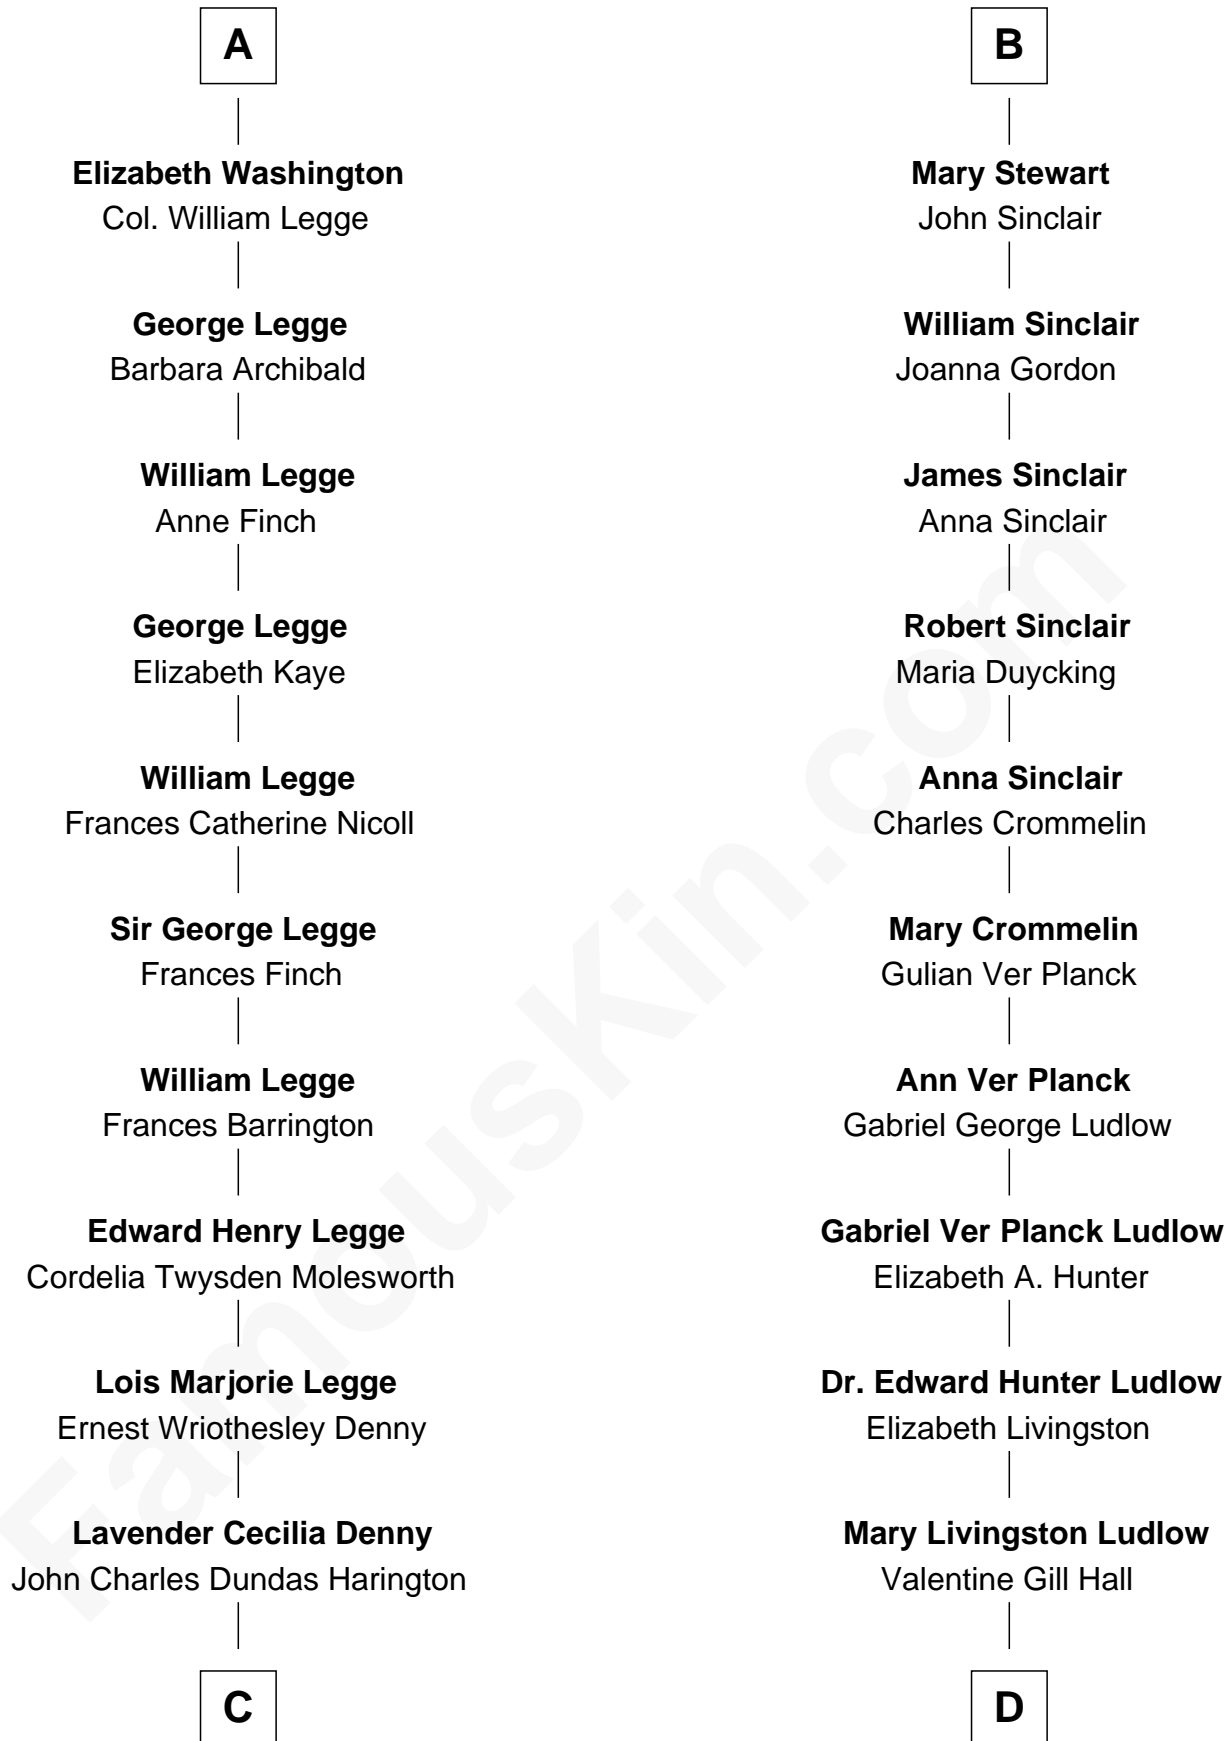 A
Elizabeth Washington
Col. William Legge
George Legge
Barbara Archibald
William Legge
Anne Finch
George Legge
Elizabeth Kaye
William Legge
Frances Catherine Nicoll
Sir George Legge
Frances Finch
William Legge
Frances Barrington
Edward Henry Legge
Cordelia Twysden Molesworth
Lois Marjorie Legge
Ernest Wriothesley Denny
Lavender Cecilia Denny
John Charles Dundas Harington
C
B
Mary Stewart
John Sinclair
William Sinclair
Joanna Gordon
James Sinclair
Anna Sinclair
Robert Sinclair
Maria Duycking
Anna Sinclair
Charles Crommelin
Mary Crommelin
Gulian Ver Planck
Ann Ver Planck
Gabriel George Ludlow
Gabriel Ver Planck Ludlow
Elizabeth A. Hunter
Dr. Edward Hunter Ludlow
Elizabeth Livingston
Mary Livingston Ludlow
Valentine Gill Hall
D
FamousKin.com